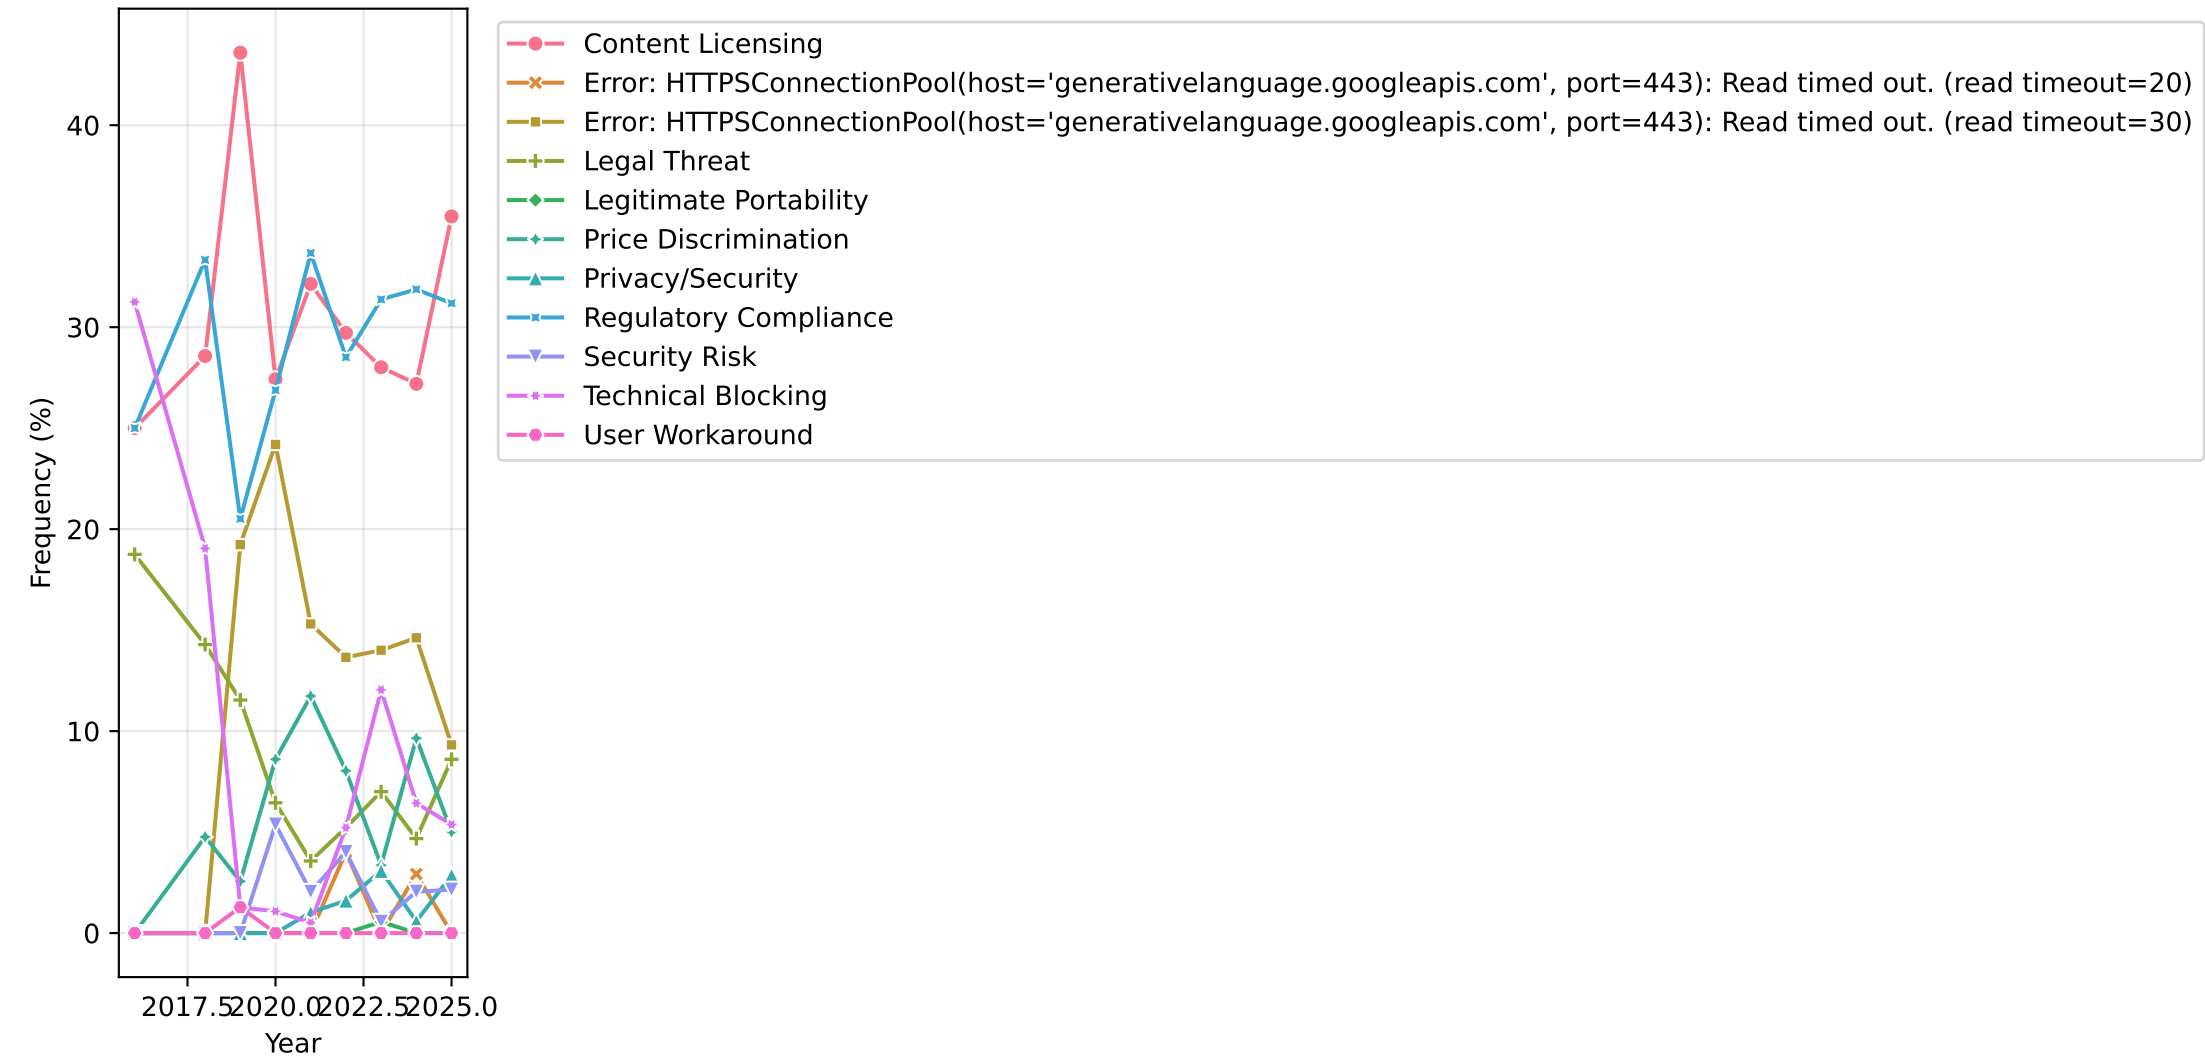 Content Licensing
Error: HTTPSConnectionPool(host='generativelanguage.googleapis.com', port=443): Read timed out. (read timeout=20)
Error: HTTPSConnectionPool(host='generativelanguage.googleapis.com', port=443): Read timed out. (read timeout=30)
Legal Threat
Legitimate Portability
Price Discrimination
Privacy/Security
Regulatory Compliance
Security Risk
Technical Blocking
User Workaround
Frequency (%)
40
30
20
10
0
2017.5 2020.0 2022.5 2025.0
Year